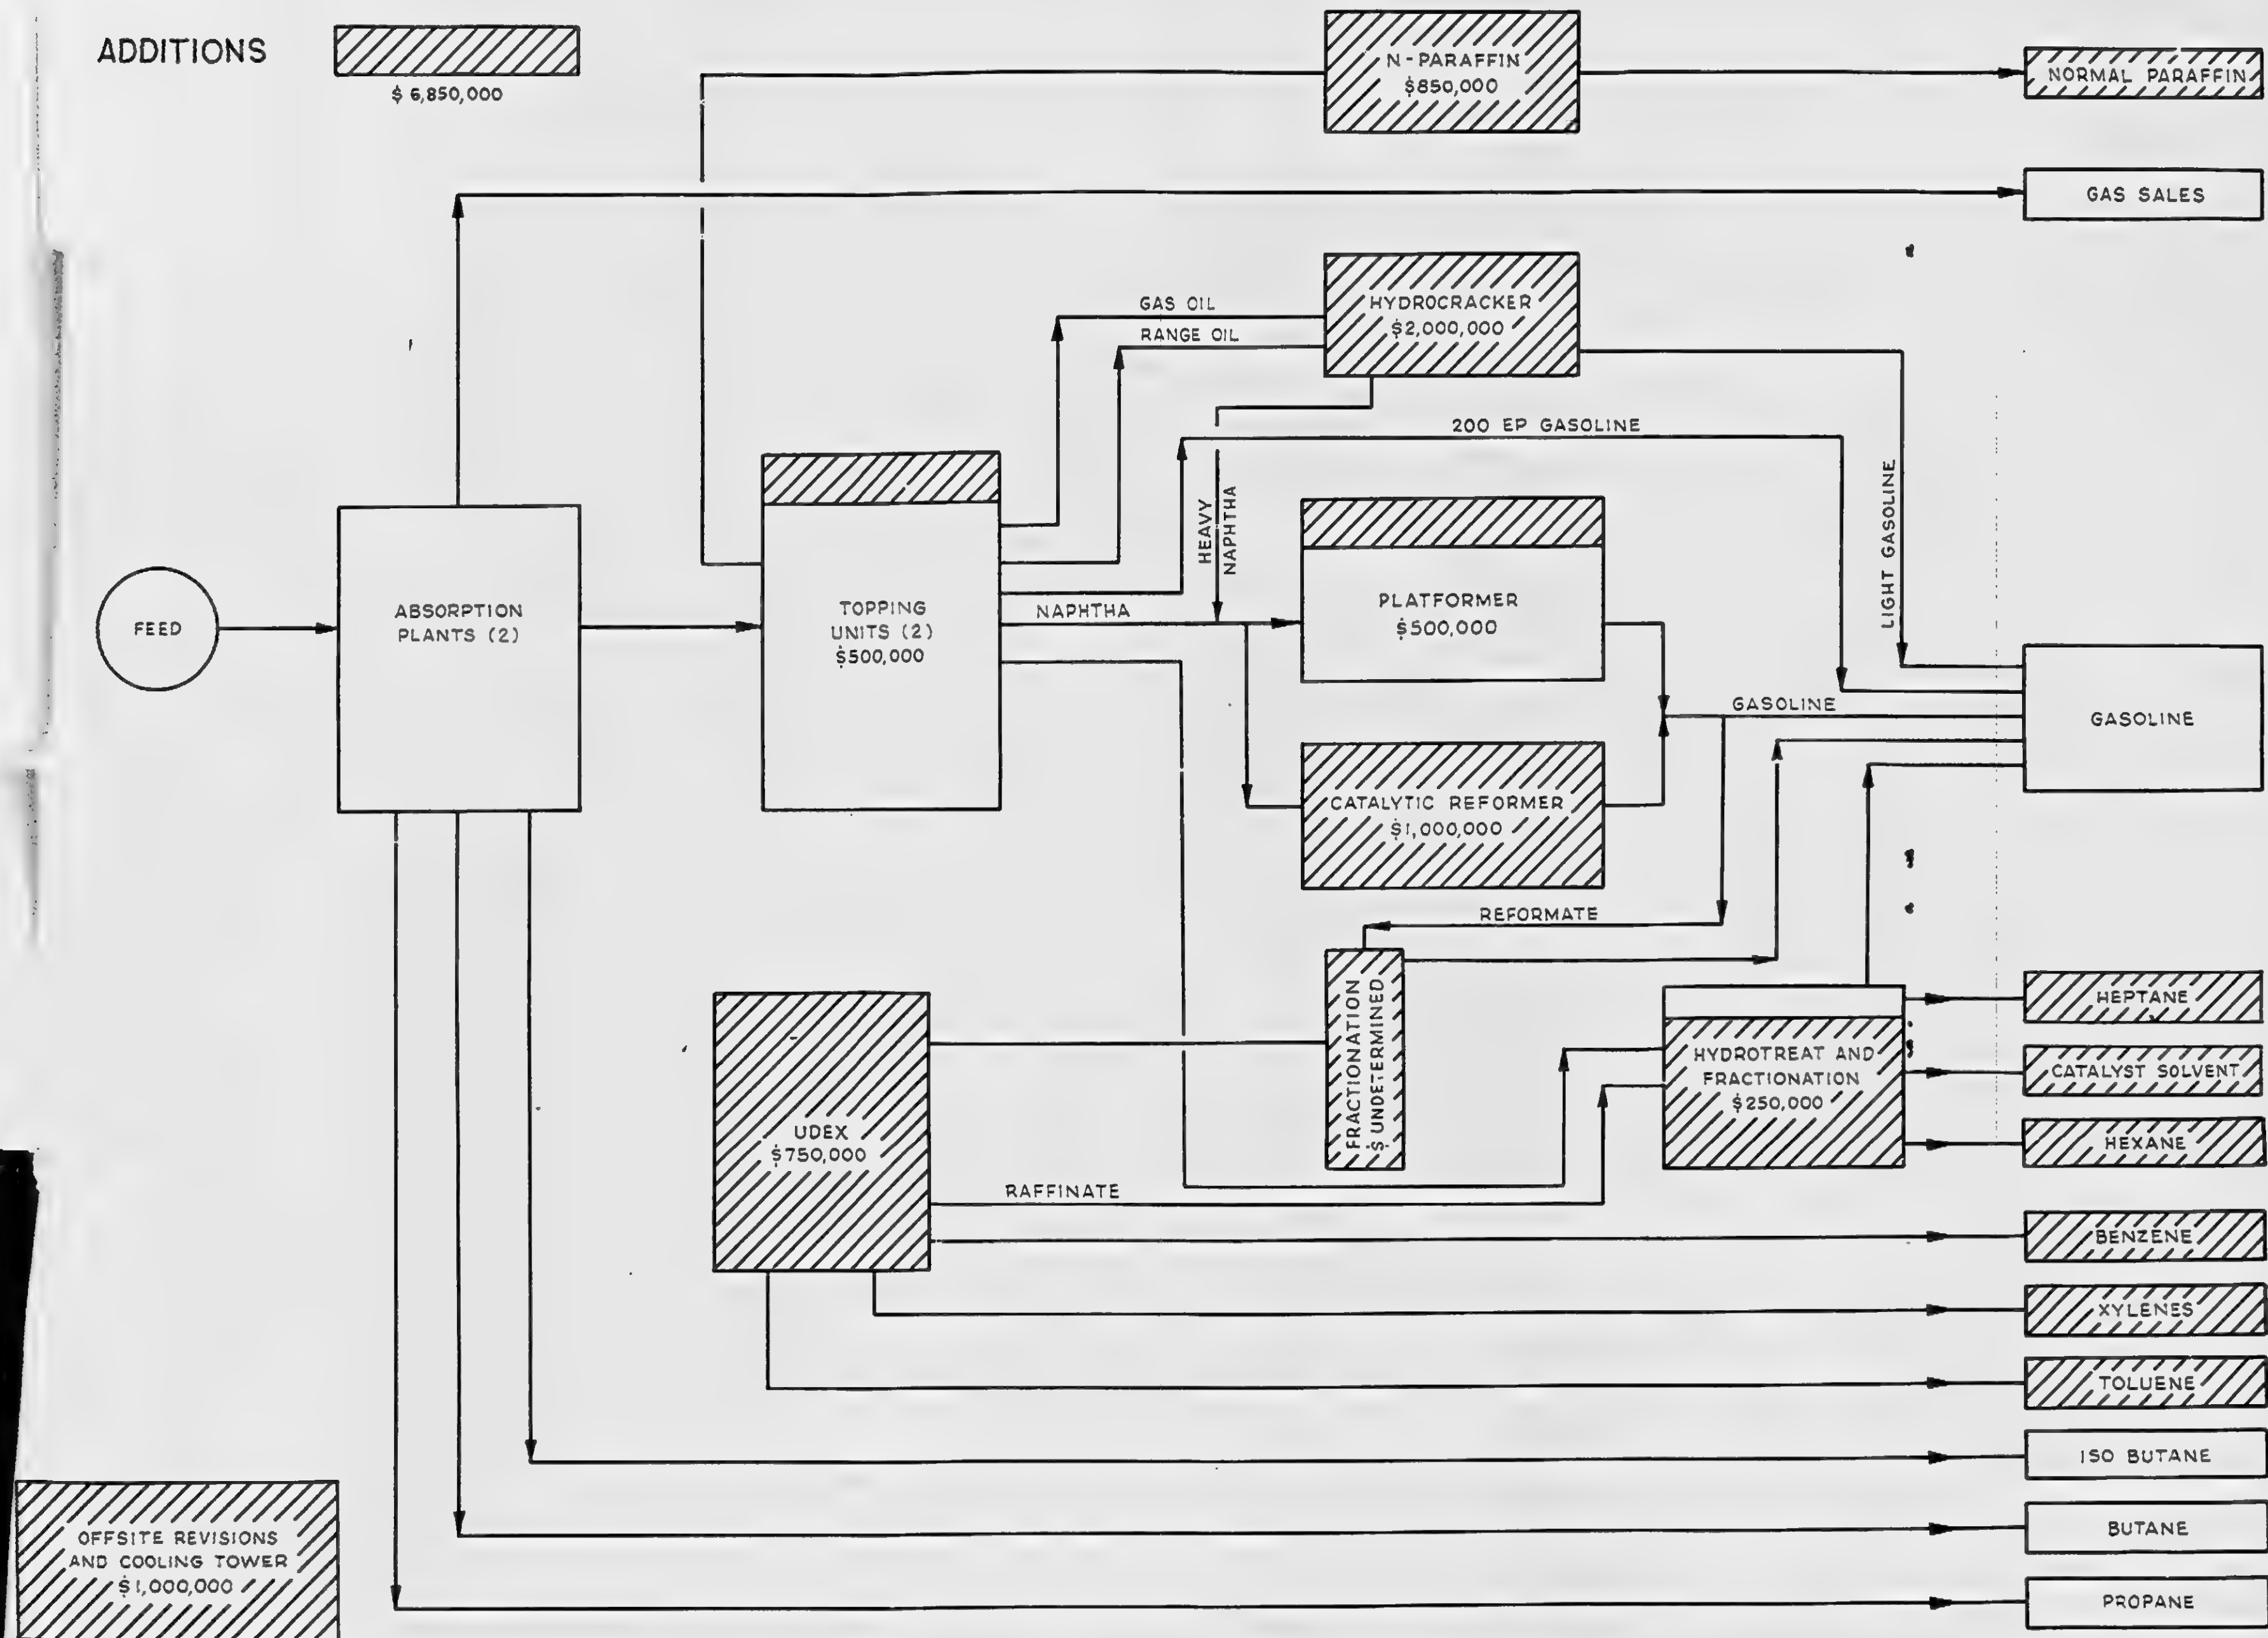 ADDITIONS
$ 6,850,000
N-PARAFFIN
$850,000
NORMAL PARAFFIN
GAS SALES
GAS OIL
RANGE OIL
HYDROCRACKER
$2,000,000
200 EP GASOLINE
HEAVY
NAPHTHA
LIGHT GASOLINE
FEED
ABSORPTION
PLANTS (2)
TOPPING
UNITS (2)
$500,000
NAPHTHA
PLATFORMER
$500,000
GASOLINE
GASOLINE
CATALYTIC REFORMER
$1,000,000
REFORMATE
FRACTIONATION
$ UNDETERMINED
HYDROTREAT AND
FRACTIONATION
$250,000
HEPTANE
CATALYST SOLVENT
HEXANE
UDEX
$750,000
RAFFINATE
BENZENE
XYLENES
TOLUENE
ISO BUTANE
BUTANE
PROPANE
OFFSITE REVISIONS
AND COOLING TOWER
$1,000,000